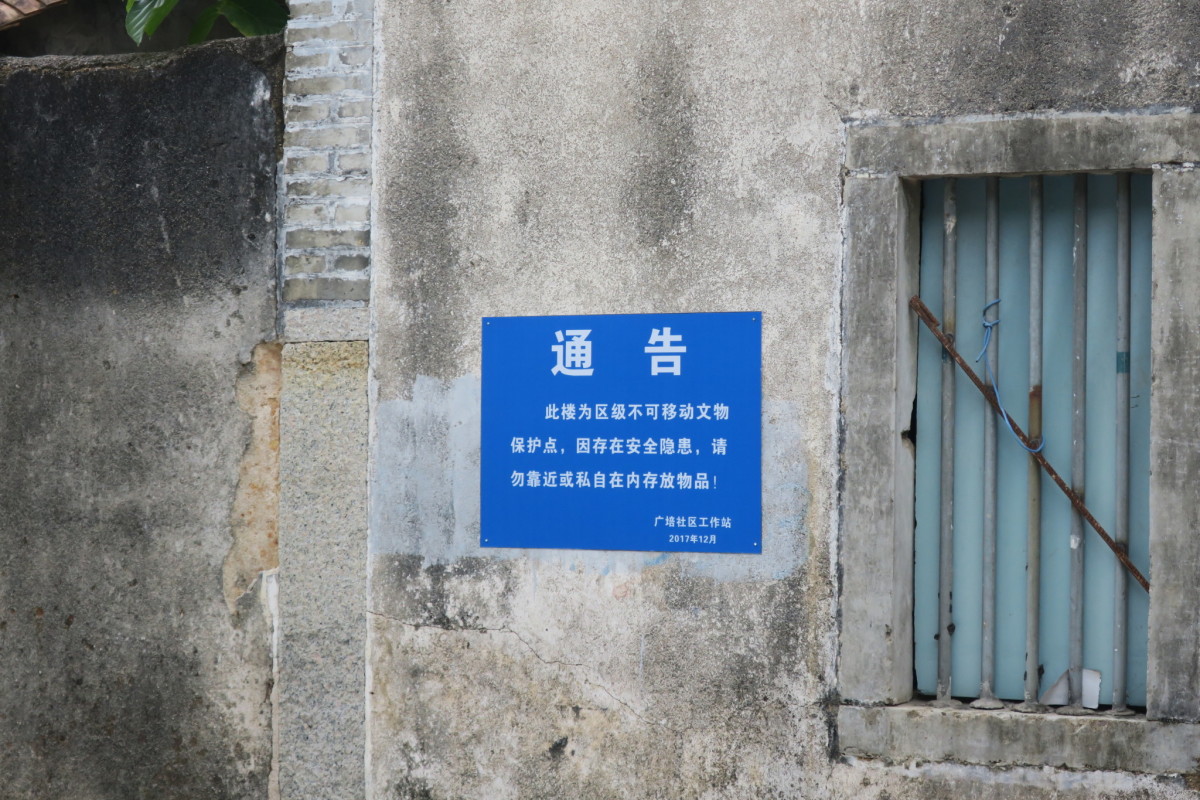 通 告
此楼为区级不可移动文物
保护点，因存在安全隐患，请
勿靠近或私自在内存放物品！
广培社区工作站
2017年12月